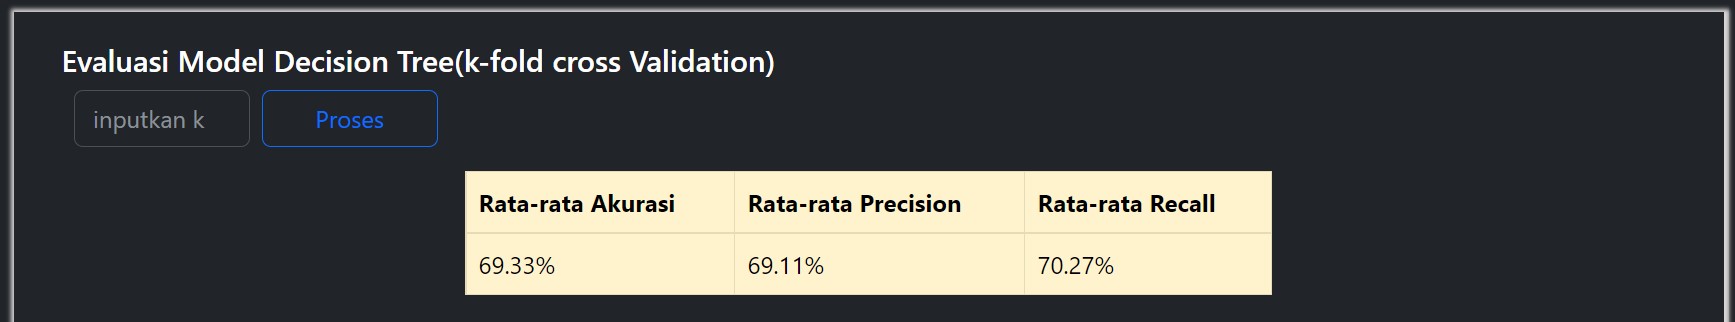 Evaluasi Model Decision Tree(k-fold cross Validation)
inputkan k Proses
Rata-rata Akurasi Rata-rata Precision Rata-rata Recall
69.33% 69.11% 70.27%